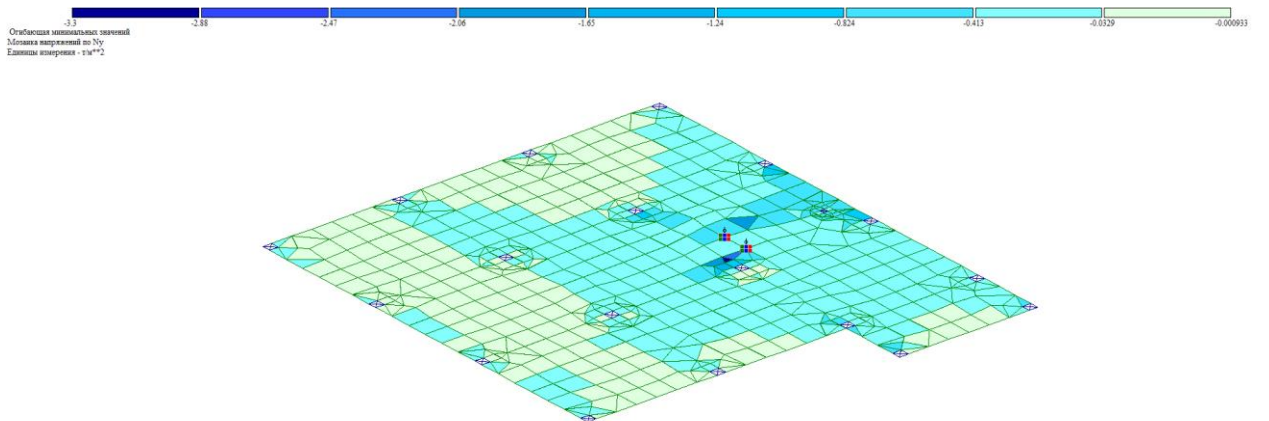 -3.3 -2.88 -2.47 -2.06 -1.65 -1.24 -0.824 -0.413 -0.0329 -0.000933
Огибающая минимальных значений
Мозаика напряжений по Ny
Единицы измерения - т/м**2